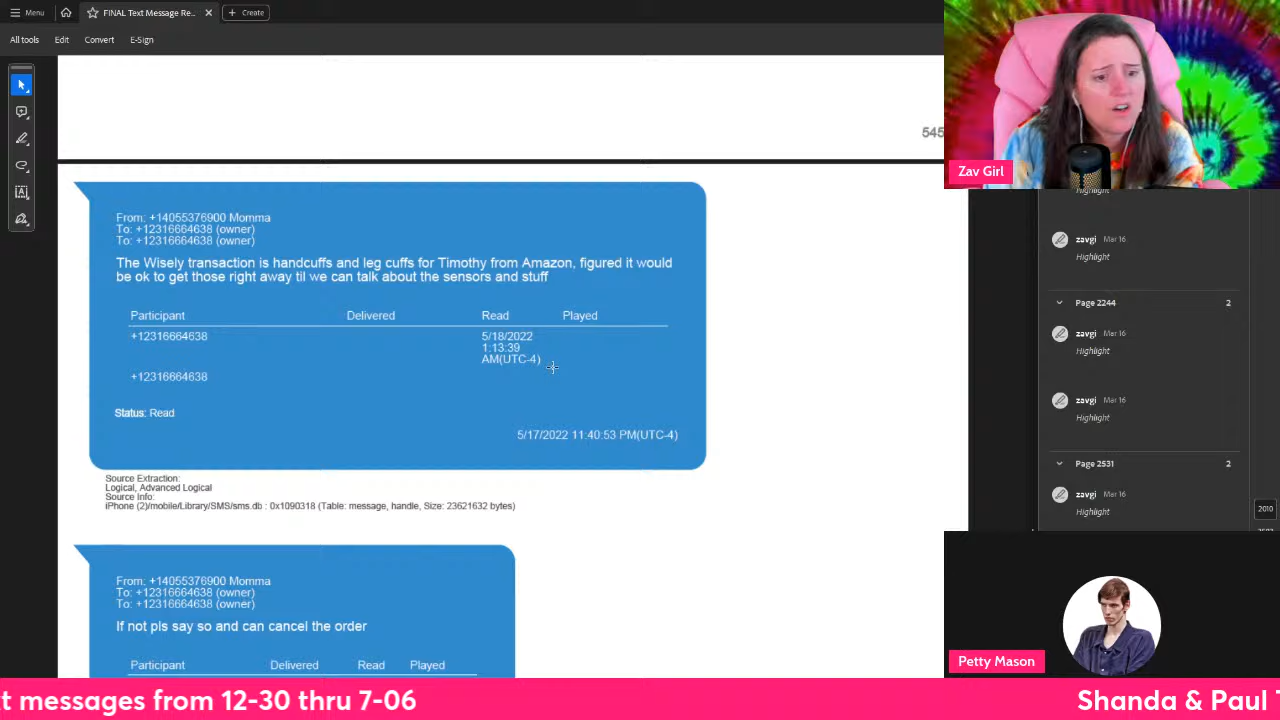 Menu
FINAL Text Message Re...
Create
All tools
Edit
Convert
E-Sign
545
Zav Girl
Highlight
From: +14055376900 Momma
To: +12316664638 (owner)
To: +12316664638 (owner)
The Wisely transaction is handcuffs and leg cuffs for Timothy from Amazon, figured it would
be ok to get those right away til we can talk about the sensors and stuff
Participant Delivered Read Played
+12316664638 5/18/2022
1:13:39
AM(UTC-4)
+12316664638
Status: Read
5/17/2022 11:40:53 PM(UTC-4)
Source Extraction:
Logical, Advanced Logical
Source Info:
iPhone (2)/mobile/Library/SMS/sms.db : 0x1090318 (Table: message, handle, Size: 23621632 bytes)
From: +14055376900 Momma
To: +12316664638 (owner)
To: +12316664638 (owner)
If not pls say so and can cancel the order
Participant Delivered Read Played
zavgi Mar 16
Highlight
Page 2244 2
zavgi Mar 16
Highlight
zavgi Mar 16
Highlight
Page 2531 2
zavgi Mar 16
Highlight
2010
Petty Mason
t messages from 12-30 thru 7-06
Shanda & Paul